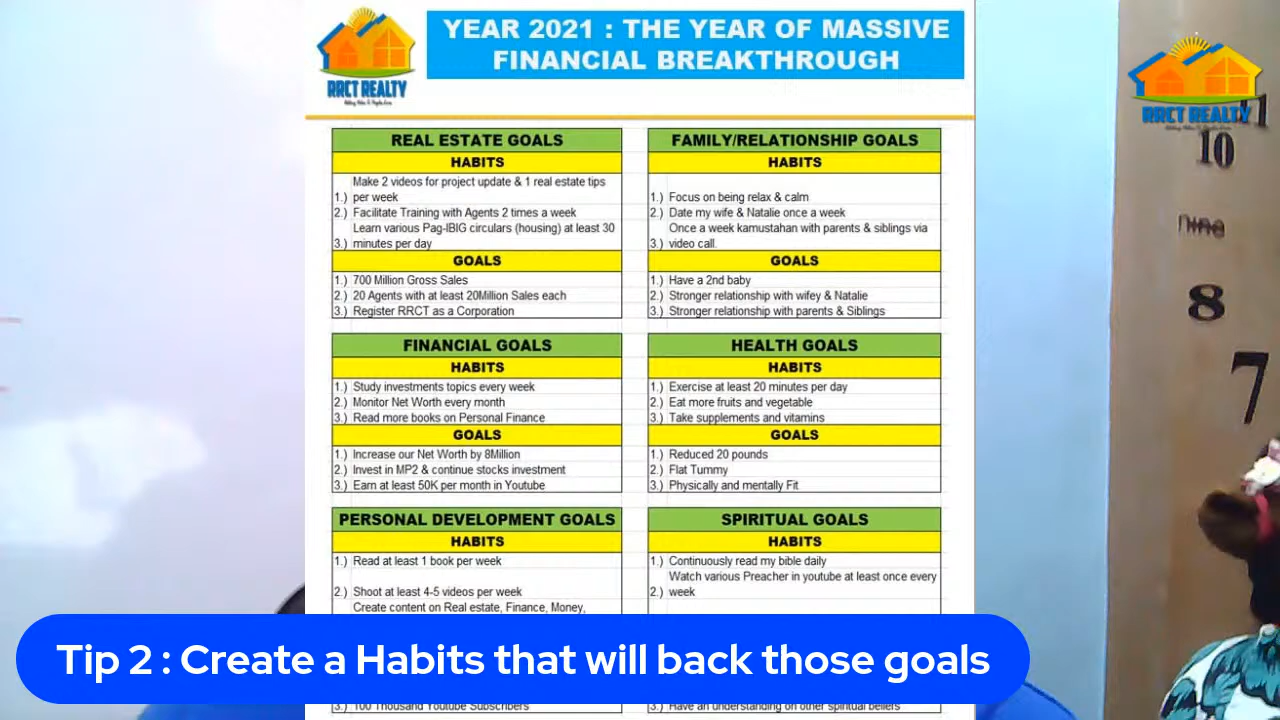 YEAR 2021 : THE YEAR OF MASSIVE
FINANCIAL BREAKTHROUGH
RRCT REALTY
REAL ESTATE GOALS
HABITS
Make 2 videos for project update & 1 real estate tips
1.) per week
2.) Facilitate Training with Agents 2 times a week
Learn various Pag-IBIG circulars (housing) at least 30
3.) minutes per day
GOALS
1.) 700 Million Gross Sales
2.) 20 Agents with at least 20Million Sales each
3.) Register RRCT as a Corporation
FAMILY/RELATIONSHIP GOALS
HABITS
1.) Focus on being relax & calm
2.) Date my wife & Natalie once a week
Once a week kamustahan with parents & siblings via
3.) video call.
GOALS
1.) Have a 2nd baby
2.) Stronger relationship with wifey & Natalie
3.) Stronger relationship with parents & Siblings
FINANCIAL GOALS
HABITS
1.) Study investments topics every week
2.) Monitor Net Worth every month
3.) Read more books on Personal Finance
GOALS
1.) Increase our Net Worth by 8Million
2.) Invest in MP2 & continue stocks investment
3.) Earn at least 50K per month in Youtube
HEALTH GOALS
HABITS
1.) Exercise at least 20 minutes per day
2.) Eat more fruits and vegetable
3.) Take supplements and vitamins
GOALS
1.) Reduced 20 pounds
2.) Flat Tummy
3.) Physically and mentally Fit
PERSONAL DEVELOPMENT GOALS
HABITS
1.) Read at least 1 book per week
2.) Shoot at least 4-5 videos per week
Create content on Real estate, Finance, Money,
3.) 100 Thousand Youtube Subscribers
SPIRITUAL GOALS
HABITS
1.) Continuously read my bible daily
Watch various Preacher in youtube at least once every
2.) week
3.) Have an understanding on other spiritual beliefs
Tip 2 : Create a Habits that will back those goals
RRCT REALTY
11
10
nine
8
7